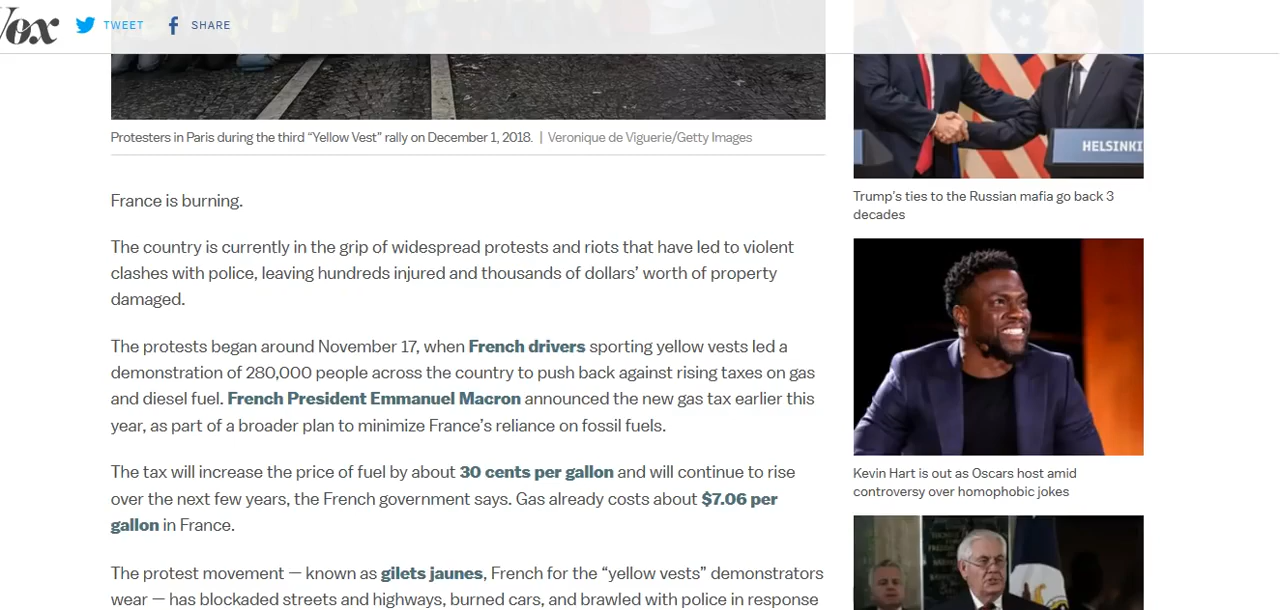 Vox TWEET SHARE
Protesters in Paris during the third “Yellow Vest” rally on December 1, 2018. | Veronique de Viguerie/Getty Images
France is burning.
The country is currently in the grip of widespread protests and riots that have led to violent
clashes with police, leaving hundreds injured and thousands of dollars’ worth of property
damaged.
The protests began around November 17, when French drivers sporting yellow vests led a
demonstration of 280,000 people across the country to push back against rising taxes on gas
and diesel fuel. French President Emmanuel Macron announced the new gas tax earlier this
year, as part of a broader plan to minimize France’s reliance on fossil fuels.
The tax will increase the price of fuel by about 30 cents per gallon and will continue to rise
over the next few years, the French government says. Gas already costs about $7.06 per
gallon in France.
The protest movement — known as gilets jaunes, French for the “yellow vests” demonstrators
wear — has blockaded streets and highways, burned cars, and brawled with police in response
HELSINKI
Trump’s ties to the Russian mafia go back 3
decades
Kevin Hart is out as Oscars host amid
controversy over homophobic jokes